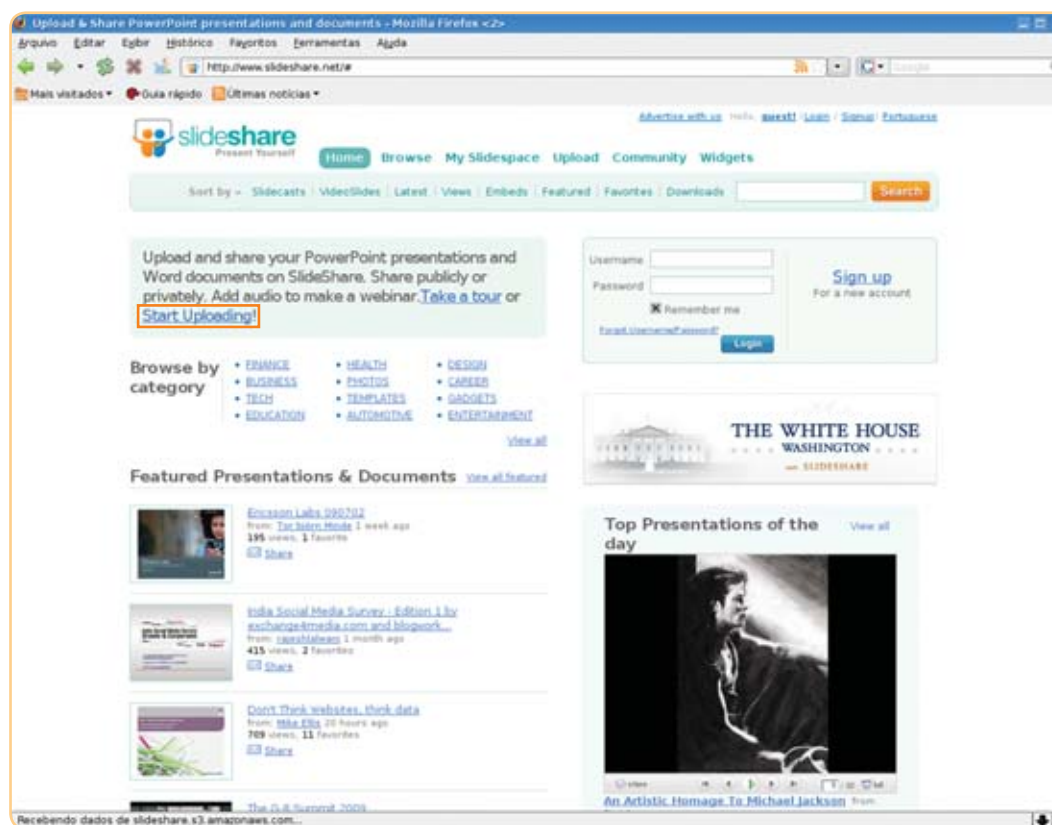 Upload & Share PowerPoint presentations and documents - Mozilla Firefox <2>
Arquivo Editar Exibir Histórico Favoritos Ferramentas Ajuda
http://www.slideshare.net/#
Google
Mais visitados Guia rápido Últimas notícias
Advertise with us Hello, guest! Login / Signup Portuguese
slideshare
Present Yourself
Home Browse My Slidespace Upload Community Widgets
Sort by Slidecasts VideoSlides Latest Views Embeds Featured Favorites Downloads Search
Upload and share your PowerPoint presentations and
Word documents on SlideShare. Share publicly or
privately. Add audio to make a webinar. Take a tour or
Start Uploading!
Username
Password
Remember me
Forgot Username/Password?
Login
Sign up
For a new account
Browse by
category
• FINANCE • HEALTH • DESIGN
• BUSINESS • PHOTOS • CAREER
• TECH • TEMPLATES • GADGETS
• EDUCATION • AUTOMOTIVE • ENTERTAINMENT
View all
THE WHITE HOUSE
WASHINGTON
SLIDESHARE
Featured Presentations & Documents View all featured
Ericsson Labs 090702
from: Tor Björn Minde 1 week ago
195 views, 1 favorite
Share
India Social Media Survey - Edition 1 by
exchange4media.com and blogwork...
from: rajeshlalwani 1 month ago
415 views, 2 favorites
Share
Don't Think Websites, think data
from: Mike Ellis 20 hours ago
709 views, 11 favorites
Share
The G-8 Summit 2009
Top Presentations of the
day
View all
An Artistic Homage To Michael Jackson from
Recebendo dados de slideshare.s3.amazonaws.com...